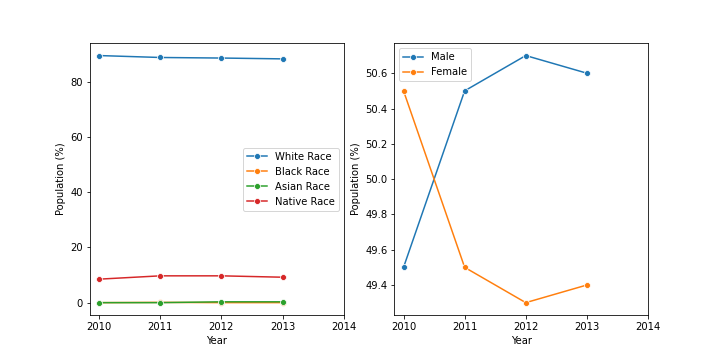 80
60
40
20
0
Population (%)
2010 2011 2012 2013 2014
Year
White Race
Black Race
Asian Race
Native Race
Male
Female
50.6
50.4
50.2
50.0
49.8
49.6
49.4
Population (%)
2010 2011 2012 2013 2014
Year